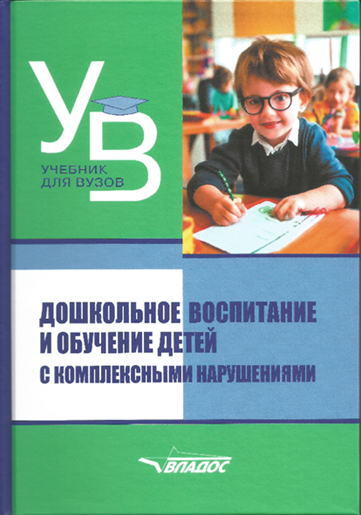 УВ
УЧЕБНИК
ДЛЯ ВУЗОВ
ДОШКОЛЬНОЕ ВОСПИТАНИЕ
И ОБУЧЕНИЕ ДЕТЕЙ
С КОМПЛЕКСНЫМИ НАРУШЕНИЯМИ
ВЛАДОС